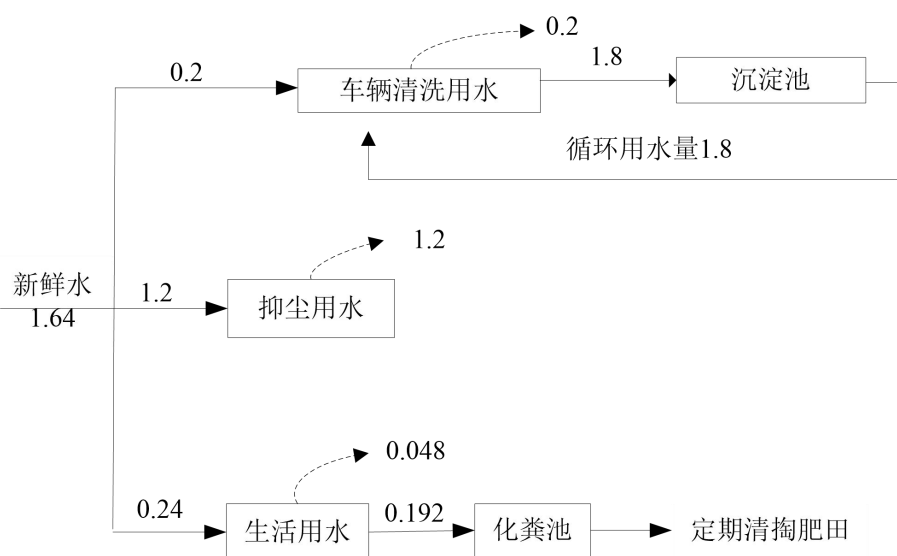 0.2
0.2
车辆清洗用水
1.8
沉淀池
循环用水量1.8
1.2
新鲜水
1.64
1.2
抑尘用水
0.048
0.24
生活用水
0.192
化粪池
定期清掏肥田